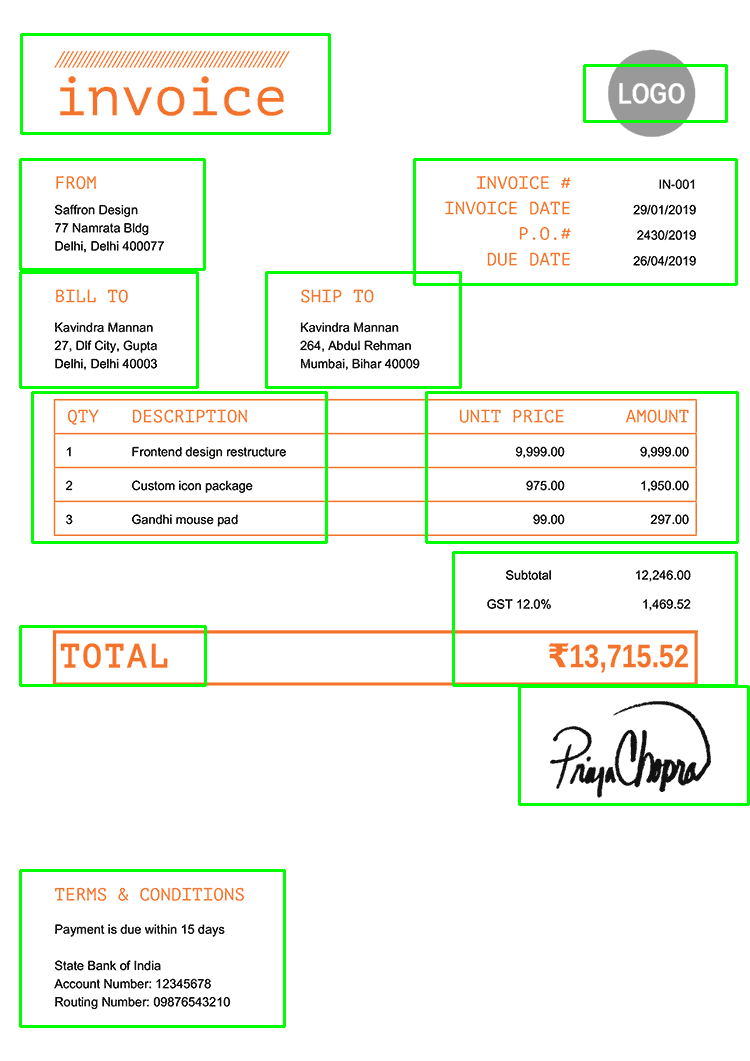 invoice
LOGO
FROM
Saffron Design
77 Namrata Bldg
Delhi, Delhi 400077
INVOICE # IN-001
INVOICE DATE 29/01/2019
P.O.# 2430/2019
DUE DATE 26/04/2019
BILL TO
Kavindra Mannan
27, Dlf City, Gupta
Delhi, Delhi 40003
SHIP TO
Kavindra Mannan
264, Abdul Rehman
Mumbai, Bihar 40009
QTY DESCRIPTION UNIT PRICE AMOUNT
1 Frontend design restructure 9,999.00 9,999.00
2 Custom icon package 975.00 1,950.00
3 Gandhi mouse pad 99.00 297.00
Subtotal 12,246.00
GST 12.0% 1,469.52
TOTAL ₹13,715.52
Priya Chopra
TERMS & CONDITIONS
Payment is due within 15 days
State Bank of India
Account Number: 12345678
Routing Number: 09876543210